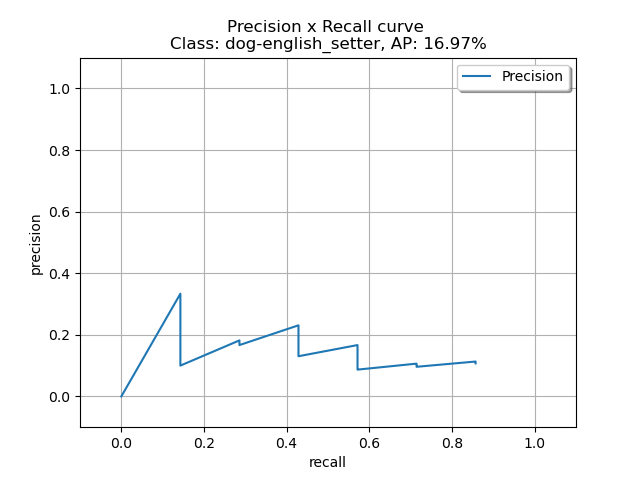 Precision x Recall curve
Class: dog-english_setter, AP: 16.97%
Precision
1.0
0.8
0.6
0.4
0.2
0.0
precision
0.0 0.2 0.4 0.6 0.8 1.0
recall